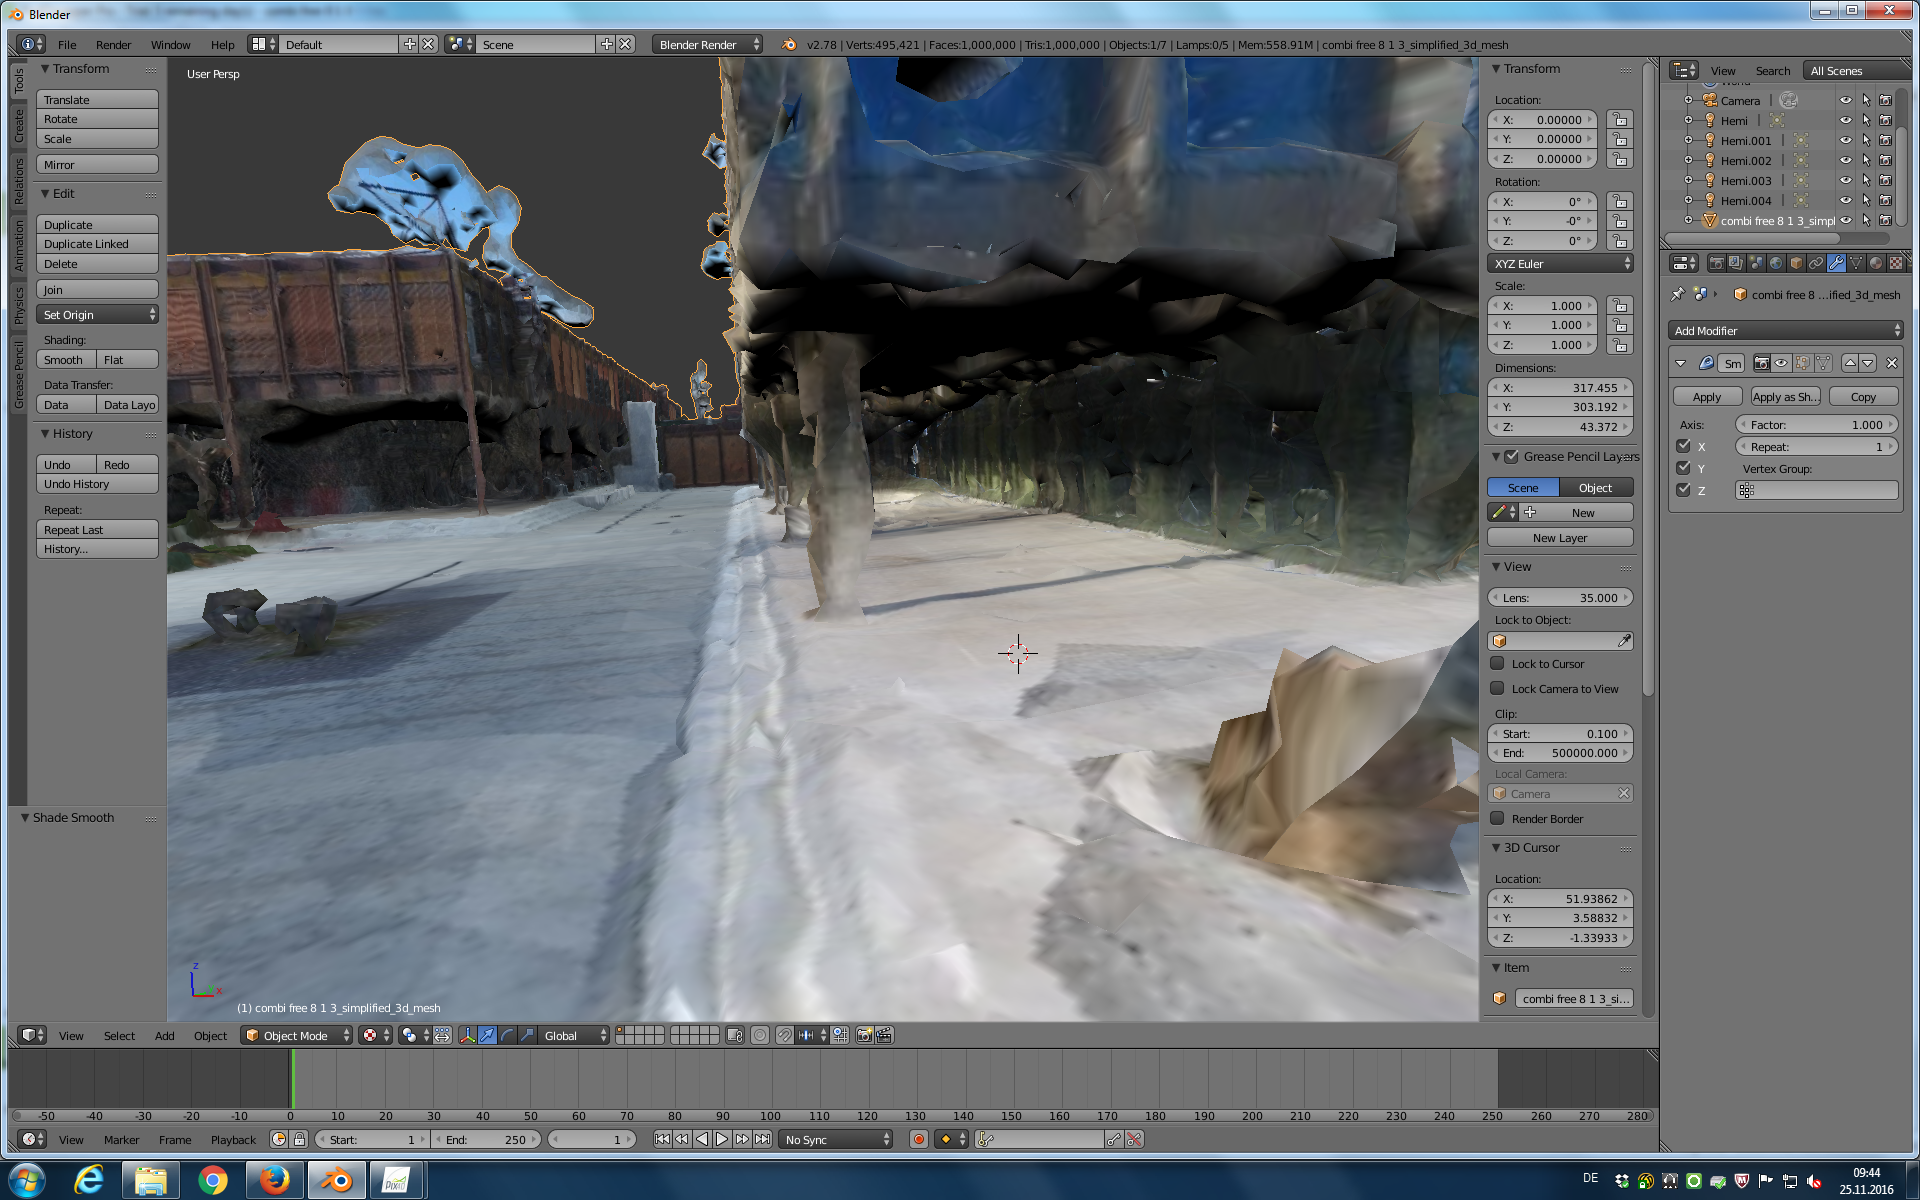 Blender
File Render Window Help Default Scene Blender Render v2.78 | Verts:495,421 | Faces:1,000,000 | Tris:1,000,000 | Objects:1/7 | Lamps:0/5 | Mem:558.91M | combi free 8 1 3_simplified_3d_mesh
Tools
Create
Relations
Animation
Physics
Grease Pencil
Transform
Translate
Rotate
Scale
Mirror
Edit
Duplicate
Duplicate Linked
Delete
Join
Set Origin
Shading:
Smooth Flat
Data Transfer:
Data Data Layo
History
Undo Redo
Undo History
Repeat:
Repeat Last
History...
Shade Smooth
User Persp
z
x
(1) combi free 8 1 3_simplified_3d_mesh
Transform
Location:
X: 0.00000
Y: 0.00000
Z: 0.00000
Rotation:
X: 0°
Y: -0°
Z: 0°
XYZ Euler
Scale:
X: 1.000
Y: 1.000
Z: 1.000
Dimensions:
X: 317.455
Y: 303.192
Z: 43.372
Grease Pencil Layers
Scene Object
New
New Layer
View
Lens: 35.000
Lock to Object:
Lock to Cursor
Lock Camera to View
Clip:
Start: 0.100
End: 500000.000
Local Camera:
Camera
Render Border
3D Cursor
Location:
X: 51.93862
Y: 3.58832
Z: -1.33933
Item
combi free 8 1 3_si...
View Search All Scenes
World
Camera
Hemi
Hemi.001
Hemi.002
Hemi.003
Hemi.004
combi free 8 1 3_simpl
combi free 8 ...ified_3d_mesh
Add Modifier
Sm
Apply Apply as Sh... Copy
Axis: Factor: 1.000
X Repeat: 1
Y Vertex Group:
Z
View Select Add Object Object Mode Global
-50 -40 -30 -20 -10 0 10 20 30 40 50 60 70 80 90 100 110 120 130 140 150 160 170 180 190 200 210 220 230 240 250 260 270 280
View Marker Frame Playback Start: 1 End: 250 1 No Sync
PIX4D
DE
09:44
25.11.2016